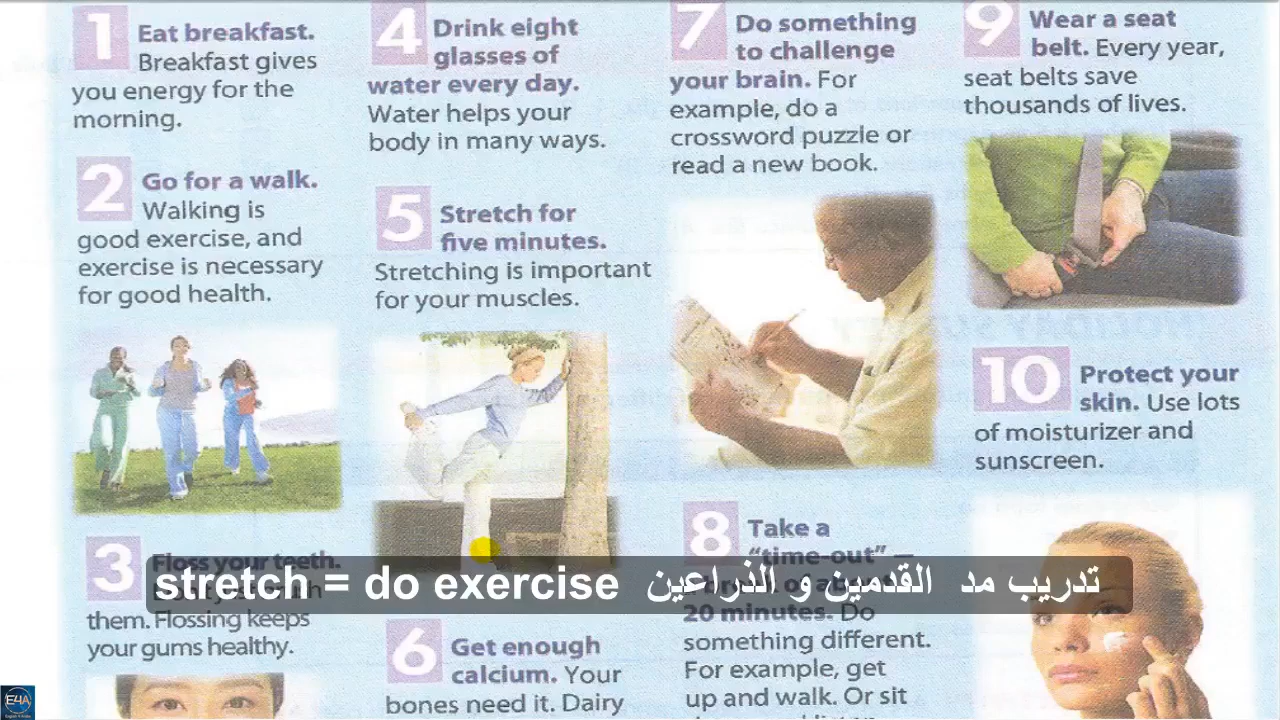 1 Eat breakfast.
Breakfast gives
you energy for the
morning.
2 Go for a walk.
Walking is
good exercise, and
exercise is necessary
for good health.
3 Floss your teeth.
them. Flossing keeps
your gums healthy.
4 Drink eight
glasses of
water every day.
Water helps your
body in many ways.
5 Stretch for
five minutes.
Stretching is important
for your muscles.
6 Get enough
calcium. Your
bones need it. Dairy
7 Do something
to challenge
your brain. For
example, do a
crossword puzzle or
read a new book.
8 Take a
"time-out" —
20 minutes. Do
something different.
For example, get
up and walk. Or sit
9 Wear a seat
belt. Every year,
seat belts save
thousands of lives.
10 Protect your
skin. Use lots
of moisturizer and
sunscreen.
stretch = do exercise تدريب مد القدمين و الذراعين
E4A